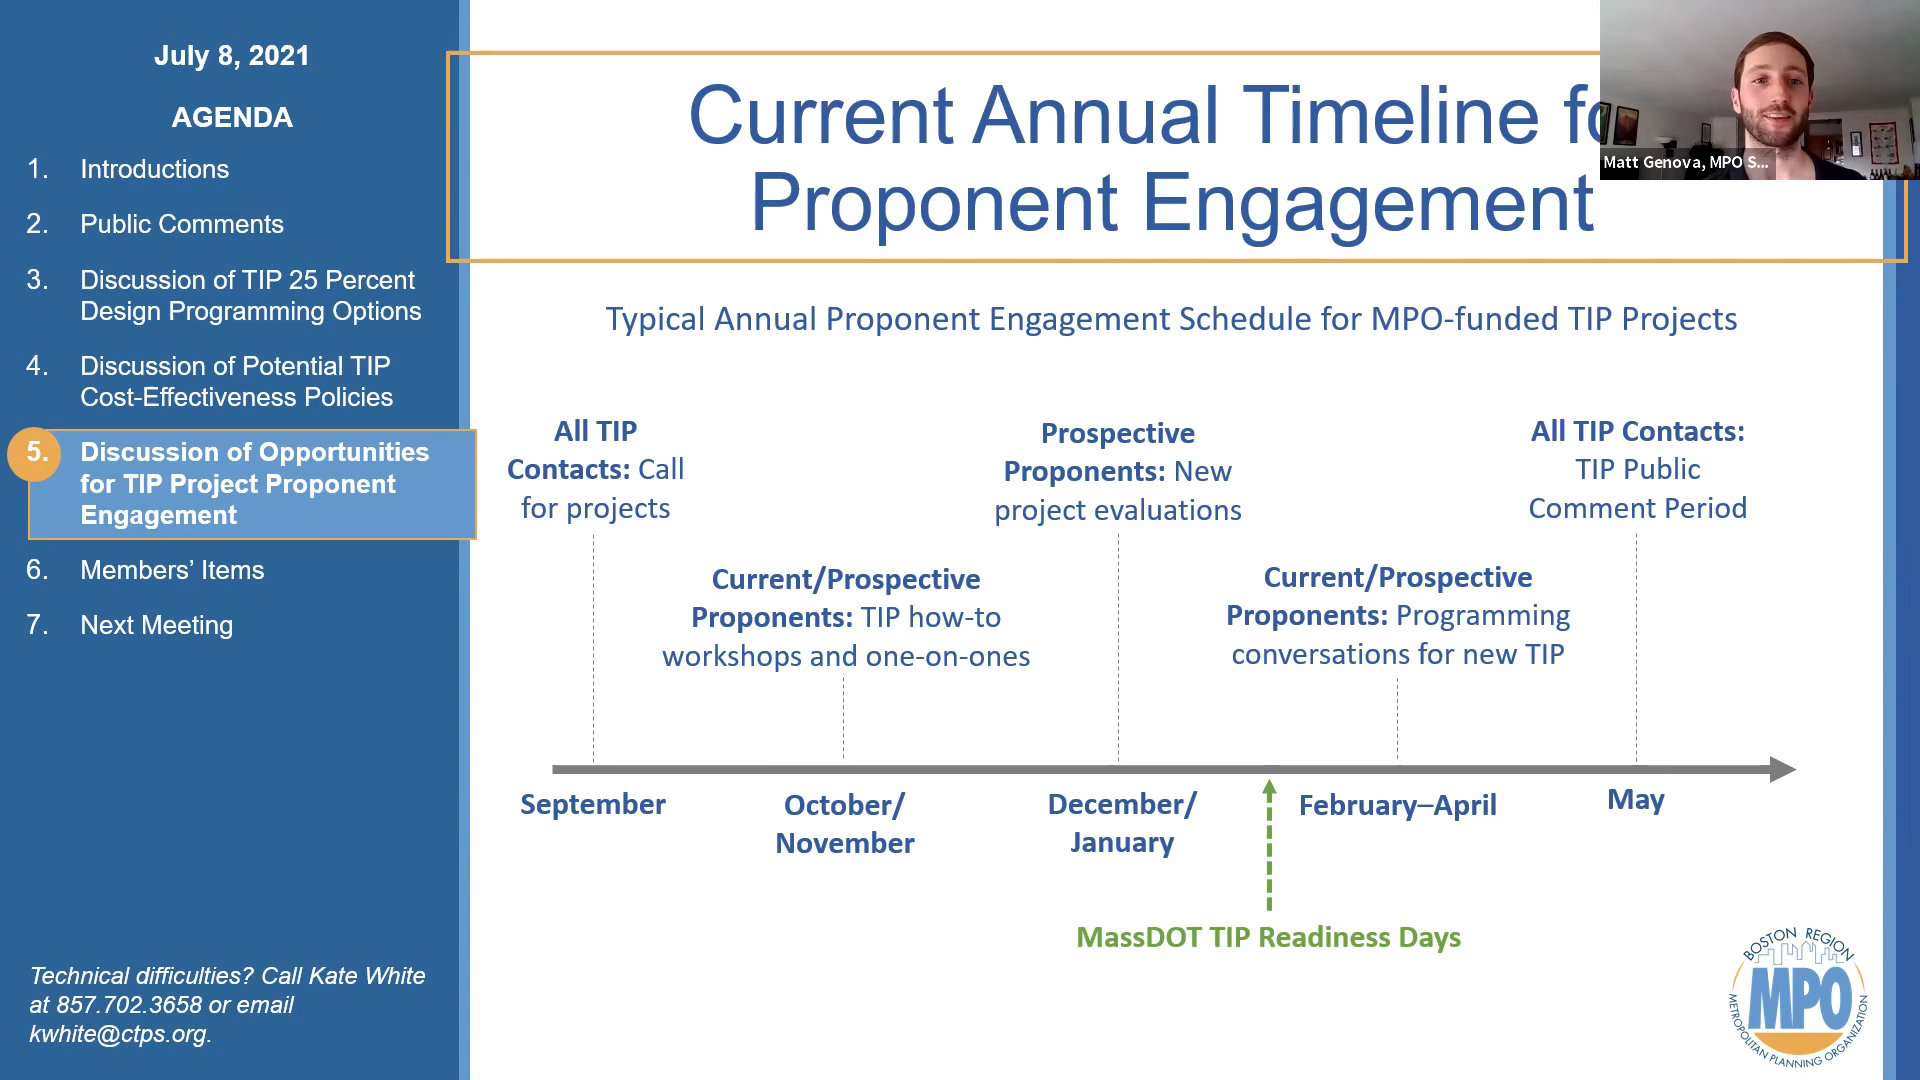 July 8, 2021
AGENDA
1. Introductions
2. Public Comments
3. Discussion of TIP 25 Percent
Design Programming Options
4. Discussion of Potential TIP
Cost-Effectiveness Policies
5. Discussion of Opportunities
for TIP Project Proponent
Engagement
6. Members’ Items
7. Next Meeting
Technical difficulties? Call Kate White
at 857.702.3658 or email
kwhite@ctps.org.
Current Annual Timeline fo
Proponent Engagement
Matt Genova, MPO S...
Typical Annual Proponent Engagement Schedule for MPO-funded TIP Projects
All TIP
Contacts: Call
for projects
Current/Prospective
Proponents: TIP how-to
workshops and one-on-ones
Prospective
Proponents: New
project evaluations
Current/Prospective
Proponents: Programming
conversations for new TIP
All TIP Contacts:
TIP Public
Comment Period
September
October/
November
December/
January
February–April
May
MassDOT TIP Readiness Days
BOSTON REGION
MPO
METROPOLITAN PLANNING ORGANIZATION